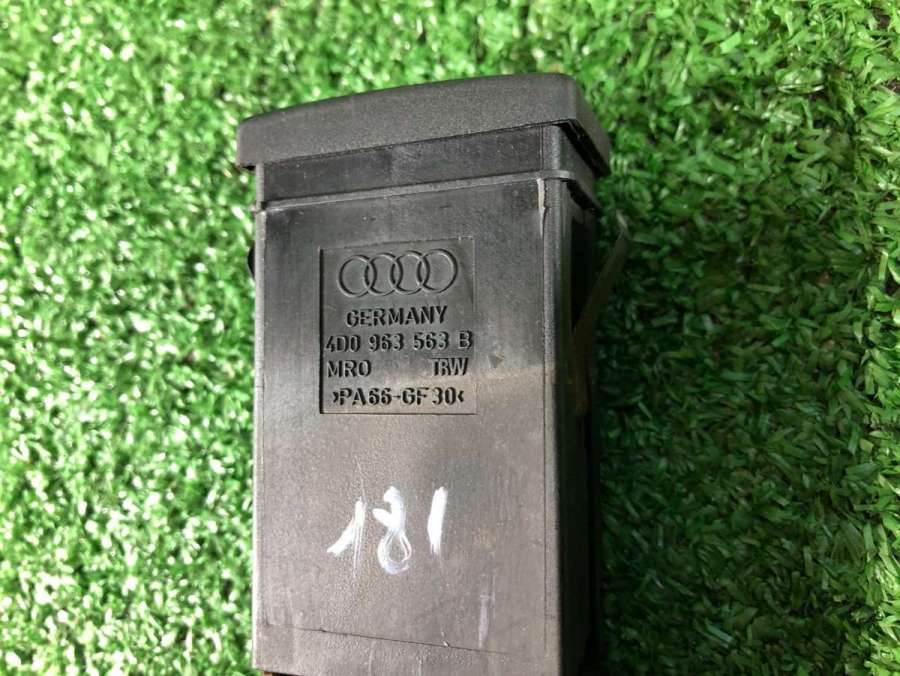 GERMANY
4D0 963 563 B
MRO TRW
>PA66-GF30<
181